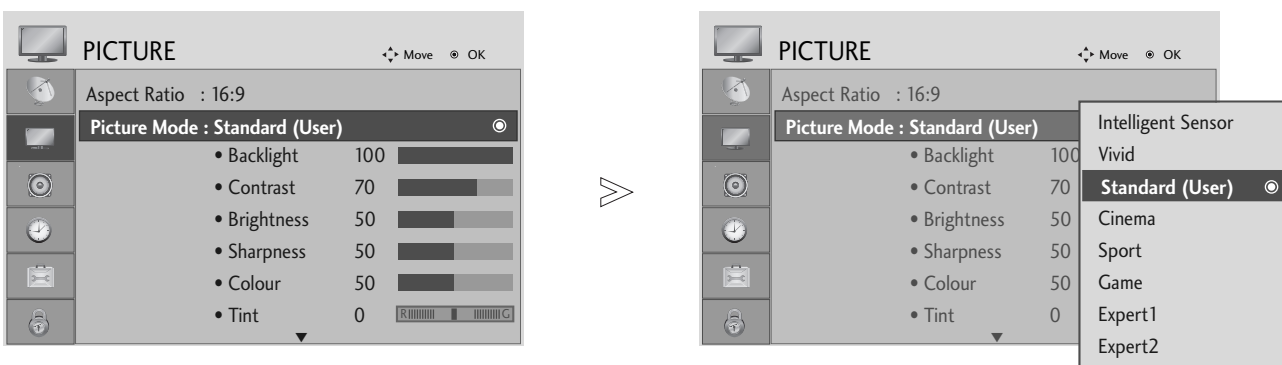 PICTURE Move OK
Aspect Ratio : 16:9
Picture Mode : Standard (User)
• Backlight 100
• Contrast 70
• Brightness 50
• Sharpness 50
• Colour 50
• Tint 0 R G
PICTURE Move OK
Aspect Ratio : 16:9
Picture Mode : Standard (User)
• Backlight 100
• Contrast 70
• Brightness 50
• Sharpness 50
• Colour 50
• Tint 0
Intelligent Sensor
Vivid
Standard (User)
Cinema
Sport
Game
Expert1
Expert2